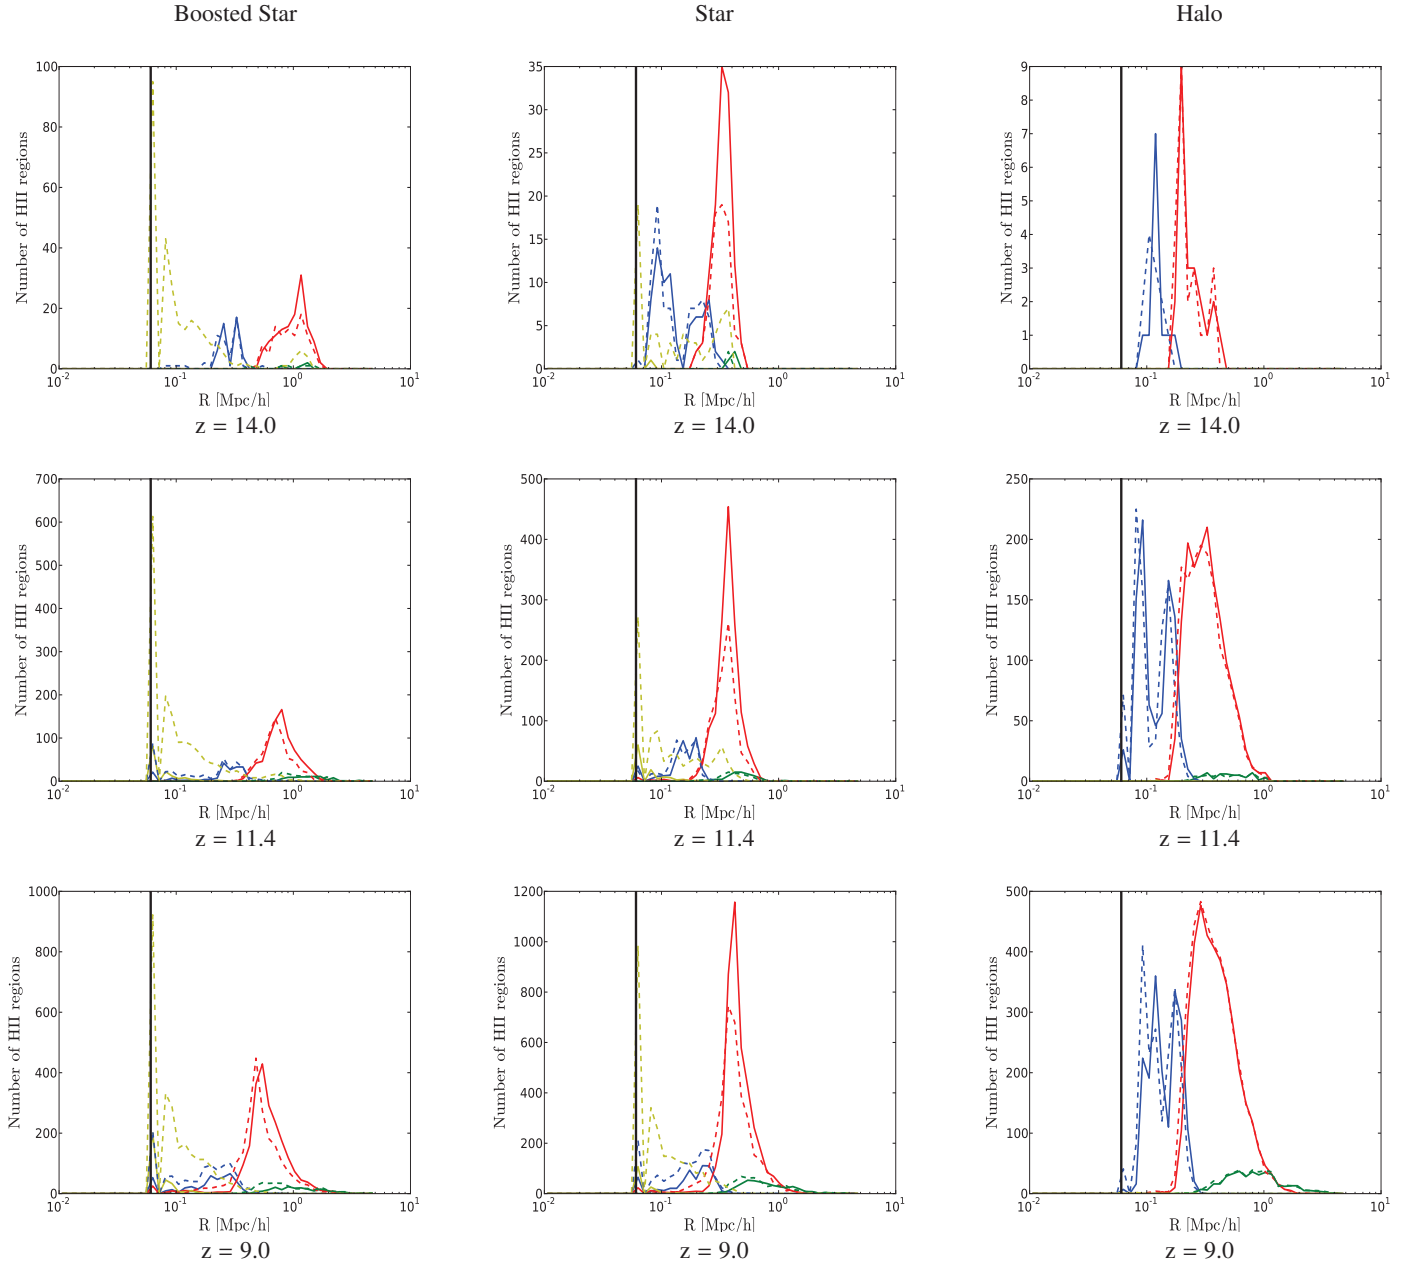 Boosted Star
Star
Halo
Number of HII regions
100
80
60
40
20
0
10^-2 10^-1 10^0 10^1
R [Mpc/h]
z = 14.0
Number of HII regions
35
30
25
20
15
10
5
0
10^-2 10^-1 10^0 10^1
R [Mpc/h]
z = 14.0
Number of HII regions
9
8
7
6
5
4
3
2
1
0
10^-2 10^-1 10^0 10^1
R [Mpc/h]
z = 14.0
Number of HII regions
700
600
500
400
300
200
100
0
10^-2 10^-1 10^0 10^1
R [Mpc/h]
z = 11.4
Number of HII regions
500
400
300
200
100
0
10^-2 10^-1 10^0 10^1
R [Mpc/h]
z = 11.4
Number of HII regions
250
200
150
100
50
0
10^-2 10^-1 10^0 10^1
R [Mpc/h]
z = 11.4
Number of HII regions
1000
800
600
400
200
0
10^-2 10^-1 10^0 10^1
R [Mpc/h]
z = 9.0
Number of HII regions
1200
1000
800
600
400
200
0
10^-2 10^-1 10^0 10^1
R [Mpc/h]
z = 9.0
Number of HII regions
500
400
300
200
100
0
10^-2 10^-1 10^0 10^1
R [Mpc/h]
z = 9.0